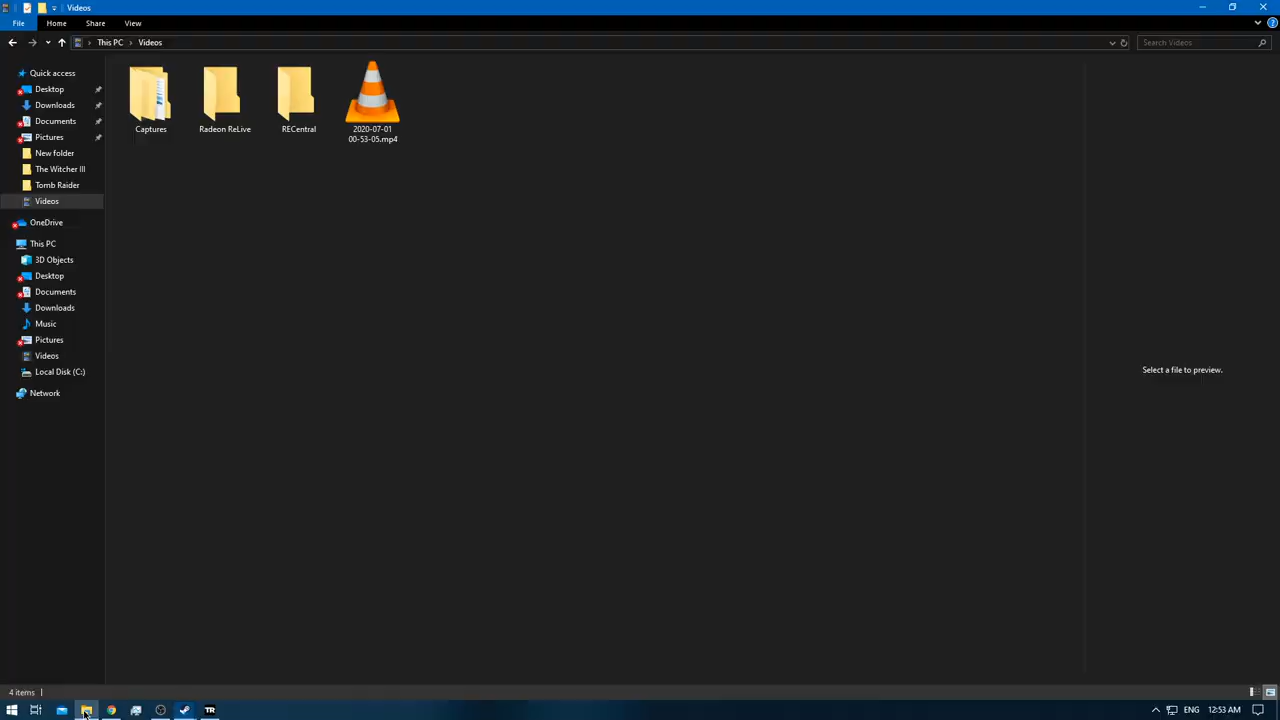 Videos
File Home Share View
This PC Videos Search Videos
Quick access
Desktop
Downloads
Documents
Pictures
New folder
The Witcher III
Tomb Raider
Videos
OneDrive
This PC
3D Objects
Desktop
Documents
Downloads
Music
Pictures
Videos
Local Disk (C:)
Network
Captures
Radeon ReLive
RECentral
2020-07-01
00-53-05.mp4
Select a file to preview.
4 items
TR
ENG 12:53 AM